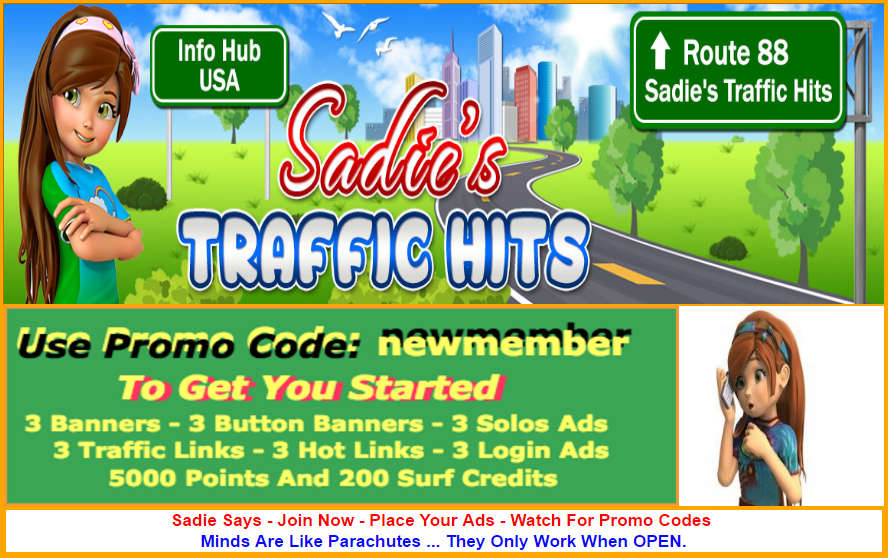 Info Hub
USA
Route 88
Sadie's Traffic Hits
Sadie's
TRAFFIC HITS
Use Promo Code: newmember
To Get You Started
3 Banners - 3 Button Banners - 3 Solos Ads
3 Traffic Links - 3 Hot Links - 3 Login Ads
5000 Points And 200 Surf Credits
Sadie Says - Join Now - Place Your Ads - Watch For Promo Codes
Minds Are Like Parachutes ... They Only Work When OPEN.